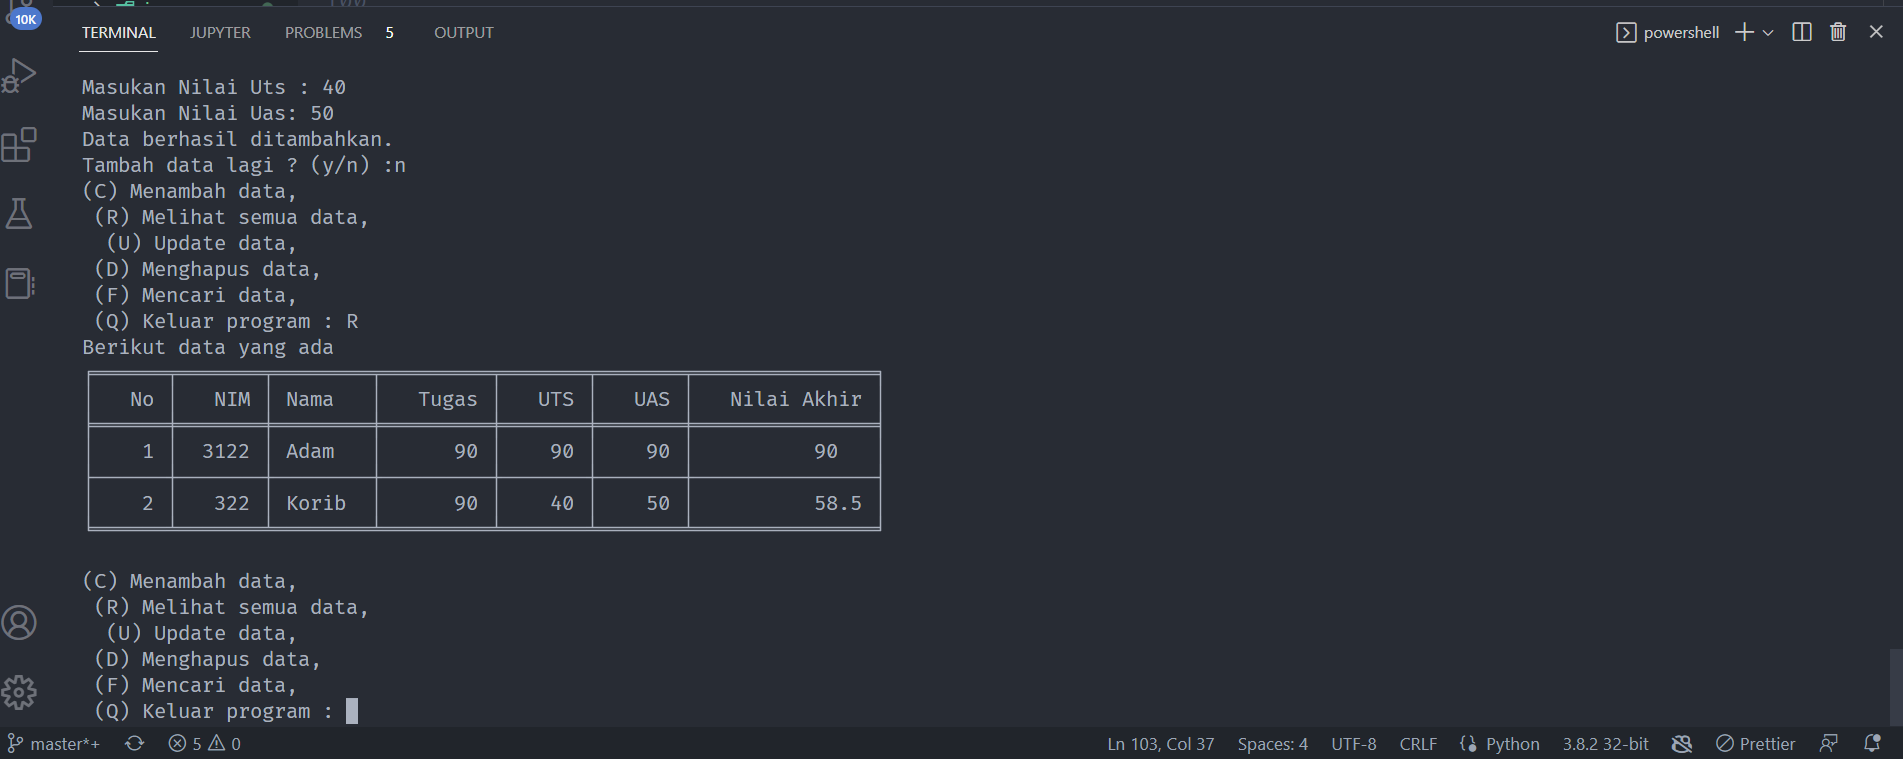 10K
TERMINAL JUPYTER PROBLEMS 5 OUTPUT powershell
Masukan Nilai Uts : 40
Masukan Nilai Uas: 50
Data berhasil ditambahkan.
Tambah data lagi ? (y/n) :n
(C) Menambah data,
(R) Melihat semua data,
(U) Update data,
(D) Menghapus data,
(F) Mencari data,
(Q) Keluar program : R
Berikut data yang ada
No NIM Nama Tugas UTS UAS Nilai Akhir
1 3122 Adam 90 90 90 90
2 322 Korib 90 40 50 58.5
(C) Menambah data,
(R) Melihat semua data,
(U) Update data,
(D) Menghapus data,
(F) Mencari data,
(Q) Keluar program :
master*+ 5 0 Ln 103, Col 37 Spaces: 4 UTF-8 CRLF Python 3.8.2 32-bit Prettier